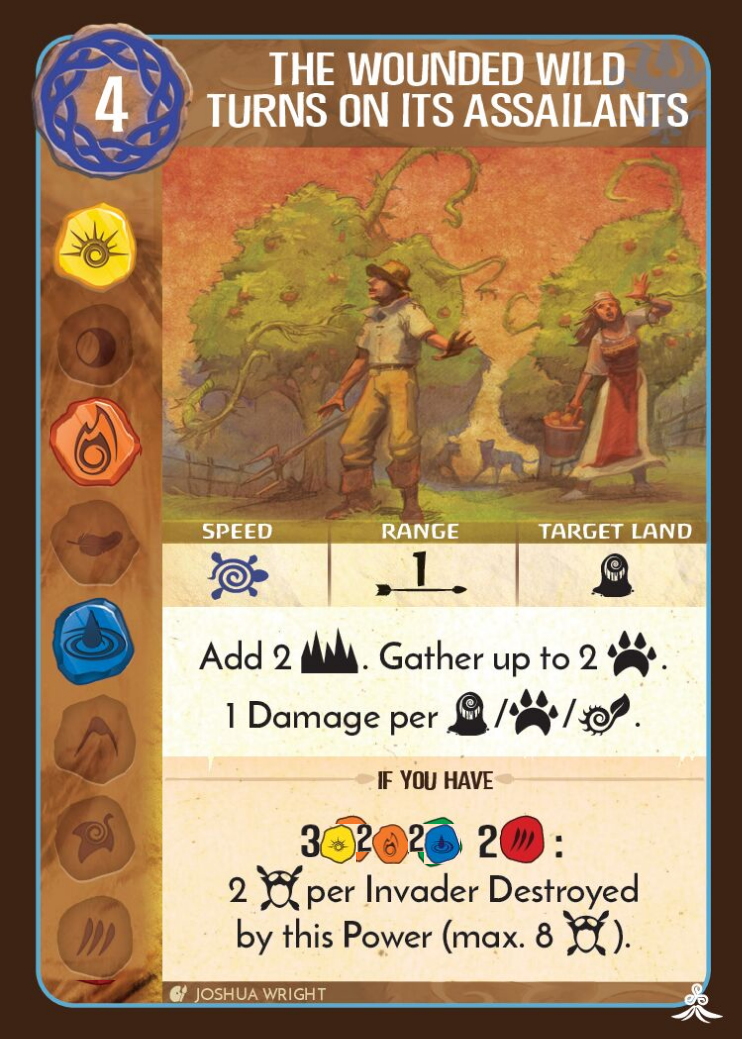 4
THE WOUNDED WILD
TURNS ON ITS ASSAILANTS
SPEED RANGE TARGET LAND
1
Add 2 . Gather up to 2 .
1 Damage per / / .
IF YOU HAVE
3 2 2 2 :
2 per Invader Destroyed
by this Power (max. 8 ).
JOSHUA WRIGHT